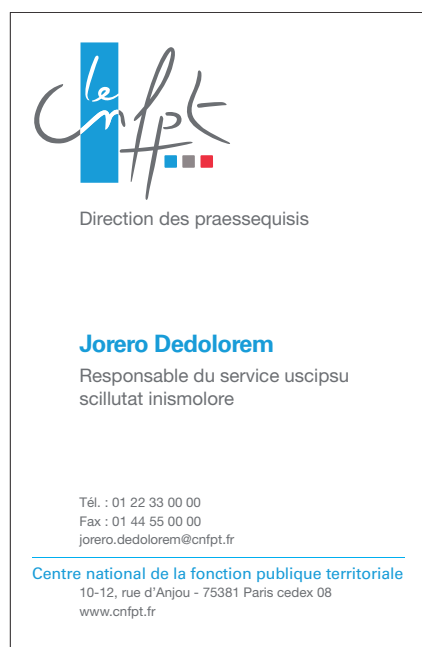 le
cnfpt
Direction des praessequisis
Jorero Dedolorem
Responsable du service uscipsu
scillutat inismolore
Tél. : 01 22 33 00 00
Fax : 01 44 55 00 00
jorero.dedolorem@cnfpt.fr
Centre national de la fonction publique territoriale
10-12, rue d'Anjou - 75381 Paris cedex 08
www.cnfpt.fr